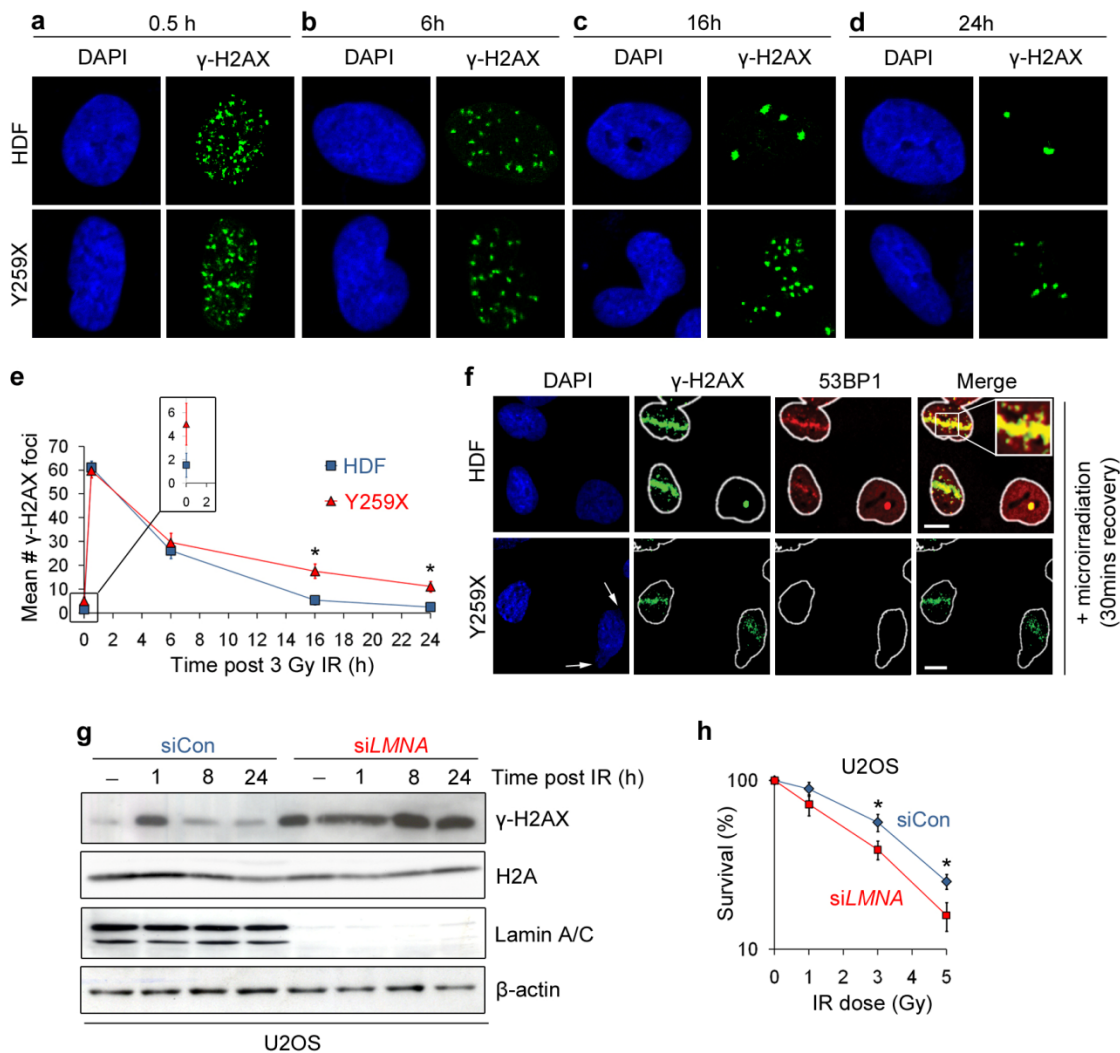 a 0.5 h b 6h c 16h d 24h
DAPI γ-H2AX DAPI γ-H2AX DAPI γ-H2AX DAPI γ-H2AX
HDF
Y259X
e
Mean # γ-H2AX foci
70
60
50
40
30
20
10
0
6
4
2
0
0 2
HDF
Y259X
* *
0 2 4 6 8 10 12 14 16 18 20 22 24
Time post 3 Gy IR (h)
f
DAPI γ-H2AX 53BP1 Merge
HDF
Y259X
+ microirradiation
(30mins recovery)
g
siCon siLMNA
– 1 8 24 – 1 8 24 Time post IR (h)
γ-H2AX
H2A
Lamin A/C
β-actin
U2OS
h
U2OS
Survival (%)
100
10
* *
siCon
siLMNA
0 1 2 3 4 5
IR dose (Gy)